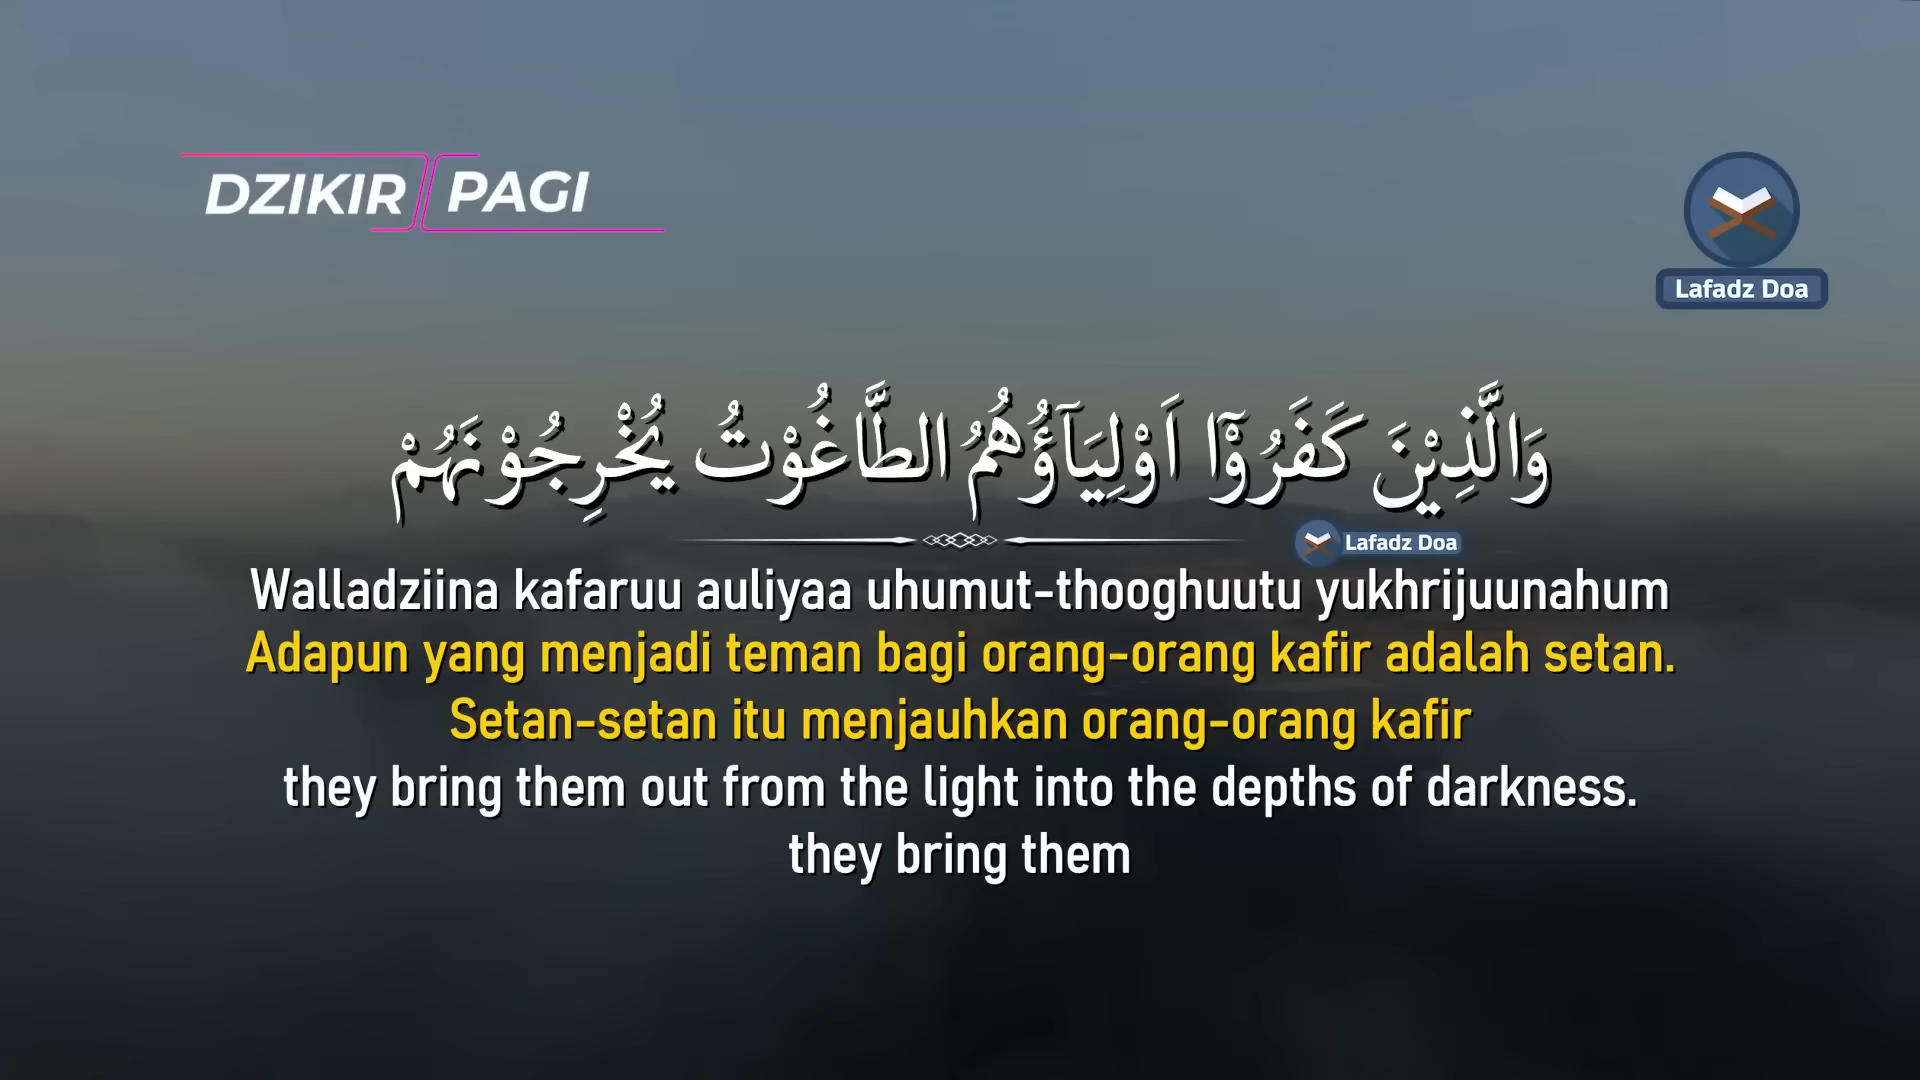 DZIKIR PAGI
Lafadz Doa
وَالَّذِيْنَ كَفَرُوْٓا اَوْلِيَاۤؤُهُمُ الطَّاغُوْتُ يُخْرِجُوْنَهُمْ
Lafadz Doa
Walladziina kafaruu auliyaa uhumut-thooghuutu yukhrijuunahum
Adapun yang menjadi teman bagi orang-orang kafir adalah setan.
Setan-setan itu menjauhkan orang-orang kafir
they bring them out from the light into the depths of darkness.
they bring them